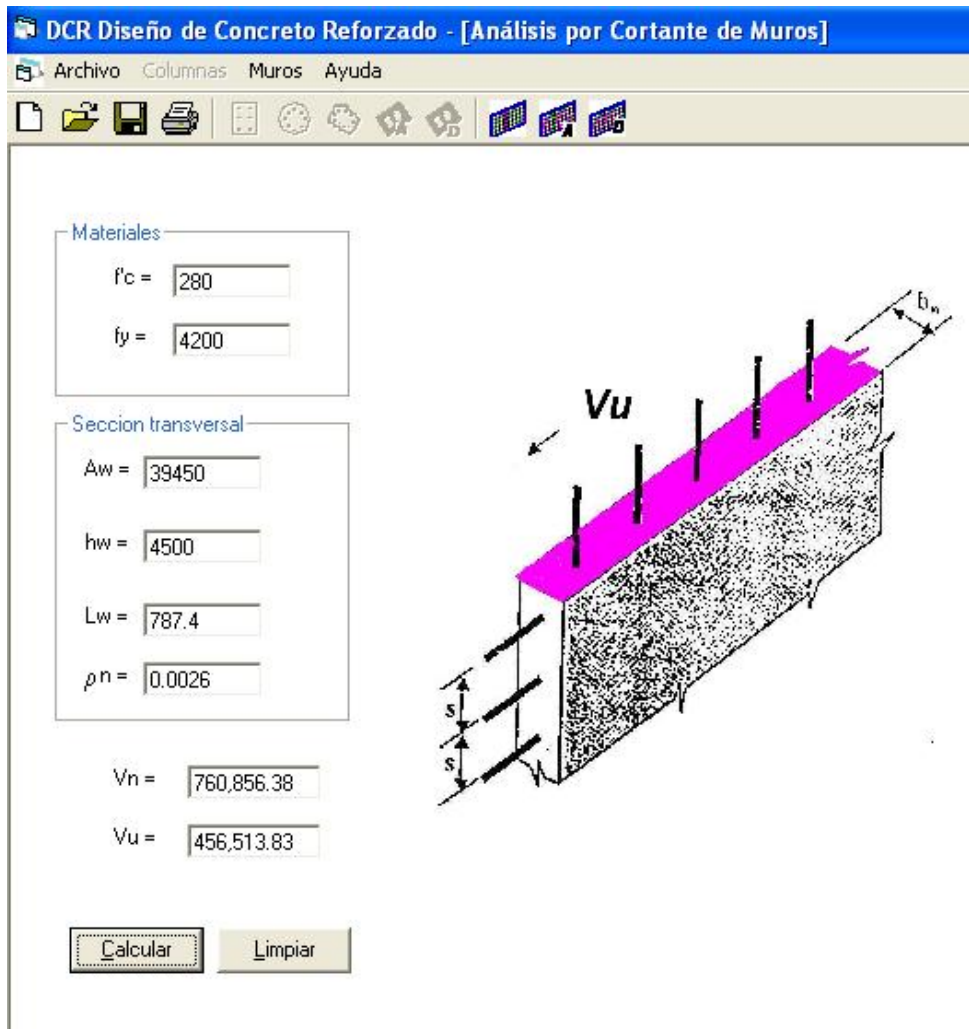 DCR Diseño de Concreto Reforzado - [Análisis por Cortante de Muros]
Archivo Columnas Muros Ayuda
Materiales
f'c = 280
fy = 4200
Seccion transversal
Aw = 39450
hw = 4500
Lw = 787.4
ρn = 0.0026
Vn = 760,856.38
Vu = 456,513.83
Calcular Limpiar
bw
Vu
s
s